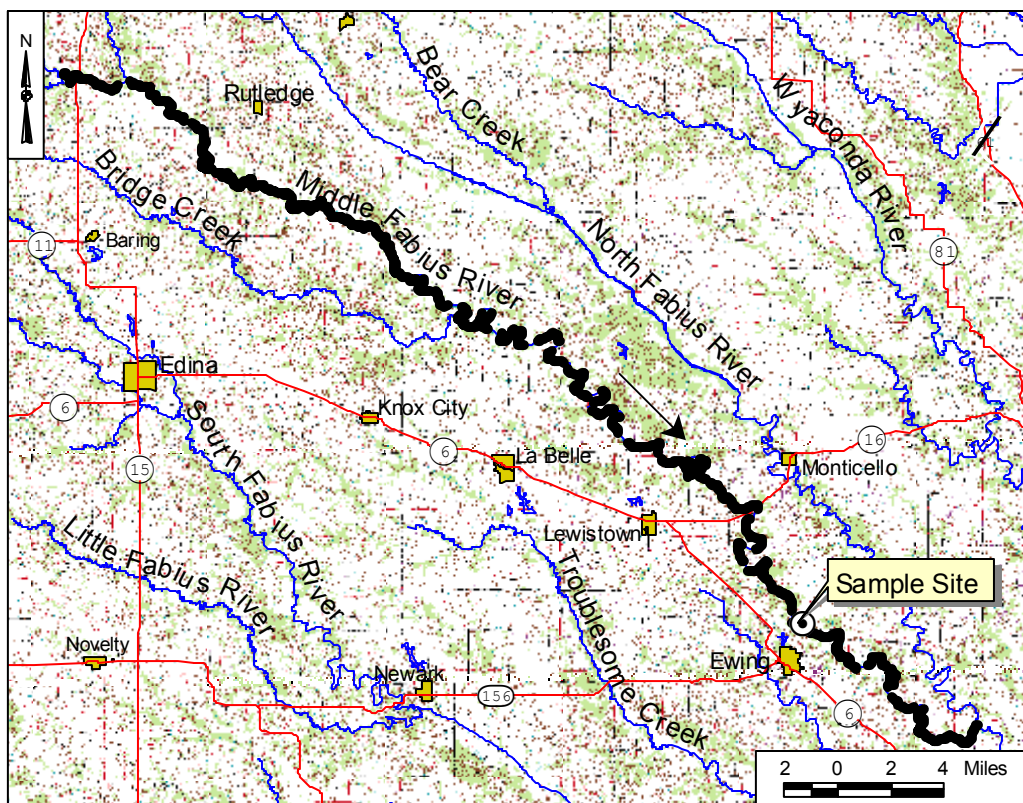 N
Rutledge
Bear Creek
Wyaconda River
Bridge Creek
Middle Fabius River
North Fabius River
11
Baring
81
Edina
6
Knox City
South Fabius River
6
16
15
La Belle
Monticello
Lewistown
Little Fabius River
Troublesome Creek
Sample Site
Novelty
Ewing
Newark
156
6
2 0 2 4 Miles